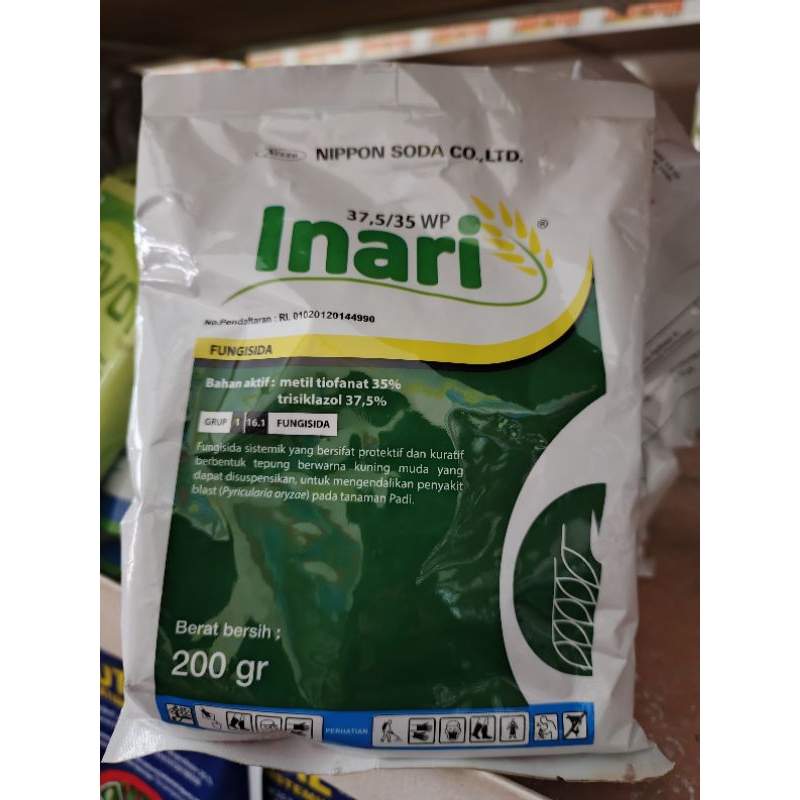 NIPPON SODA CO.,LTD.
37,5/35 WP
Inari ®
No.Pendaftaran : RI. 01020120144990
FUNGISIDA
Bahan aktif : metil tiofanat 35%
trisiklazol 37,5%
GRUP 1 16.1 FUNGISIDA
Fungisida sistemik yang bersifat protektif dan kuratif
berbentuk tepung berwarna kuning muda yang
dapat disuspensikan, untuk mengendalikan penyakit
blast (Pyricularia oryzae) pada tanaman Padi.
Berat bersih ;
200 gr
PERHATIAN